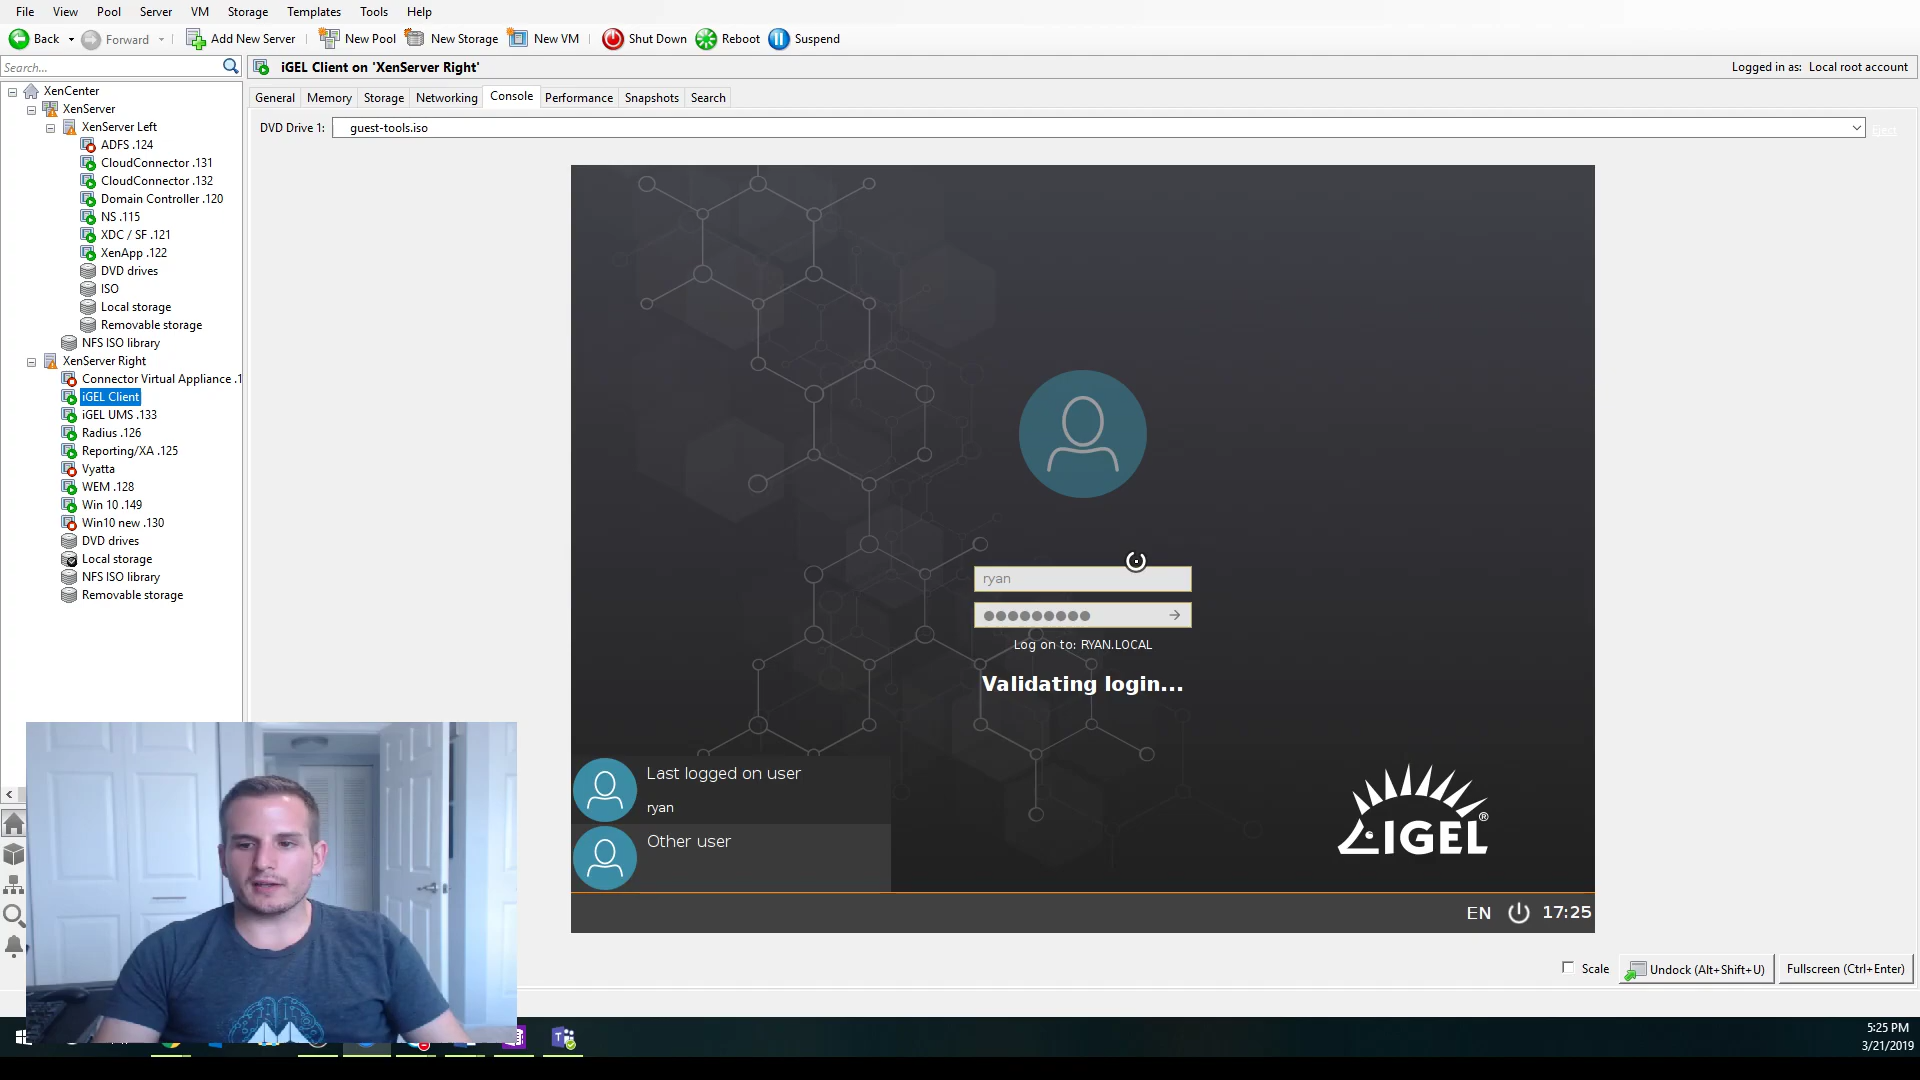 File View Pool Server VM Storage Templates Tools Help
Back Forward Add New Server New Pool New Storage New VM Shut Down Reboot Suspend
Search...
iGEL Client on 'XenServer Right'
Logged in as: Local root account
General Memory Storage Networking Console Performance Snapshots Search
DVD Drive 1: guest-tools.iso
Eject
XenCenter
XenServer
XenServer Left
ADFS .124
CloudConnector .131
CloudConnector .132
Domain Controller .120
NS .115
XDC / SF .121
XenApp .122
DVD drives
ISO
Local storage
Removable storage
NFS ISO library
XenServer Right
Connector Virtual Appliance .1
iGEL Client
iGEL UMS .133
Radius .126
Reporting/XA .125
Vyatta
WEM .128
Win 10 .149
Win10 new .130
DVD drives
Local storage
NFS ISO library
Removable storage
ryan
Log on to: RYAN.LOCAL
Validating login...
Last logged on user
ryan
Other user
IGEL®
EN 17:25
Scale Undock (Alt+Shift+U) Fullscreen (Ctrl+Enter)
5:25 PM
3/21/2019